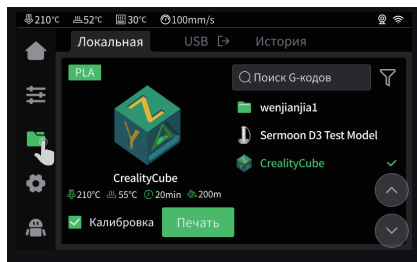 210°C 52°C 30°C 100mm/s
Локальная USB История
PLA
Поиск G-кодов
wenjianjia1
Sermoon D3 Test Model
CrealityCube
Z
Y A
CrealityCube
210°C 55°C 20min 200m
Калибровка Печать